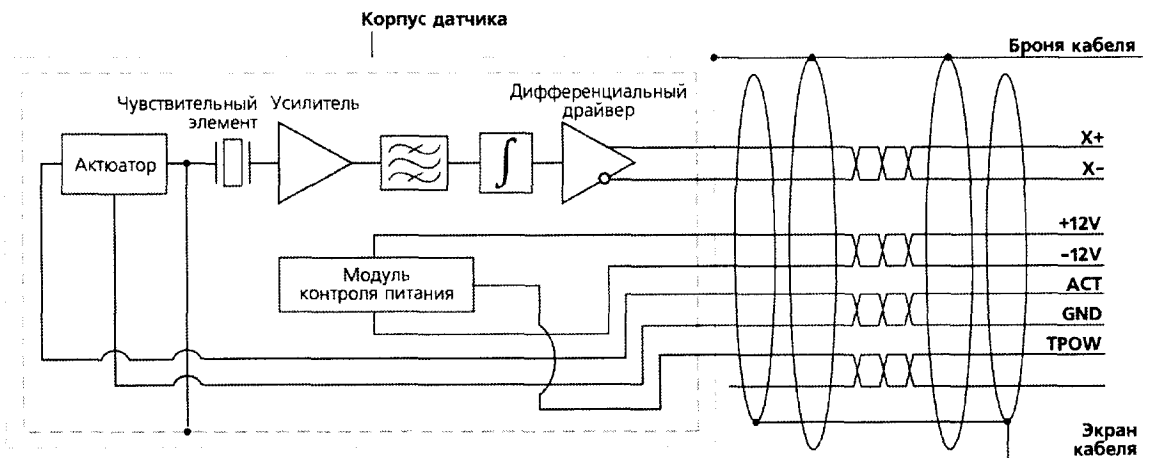 Корпус датчика
Броня кабеля
Чувствительный
элемент
Усилитель
Дифференциальный
драйвер
Актюатор
∫
X+
X–
+12V
–12V
Модуль
контроля питания
ACT
GND
TPOW
Экран
кабеля